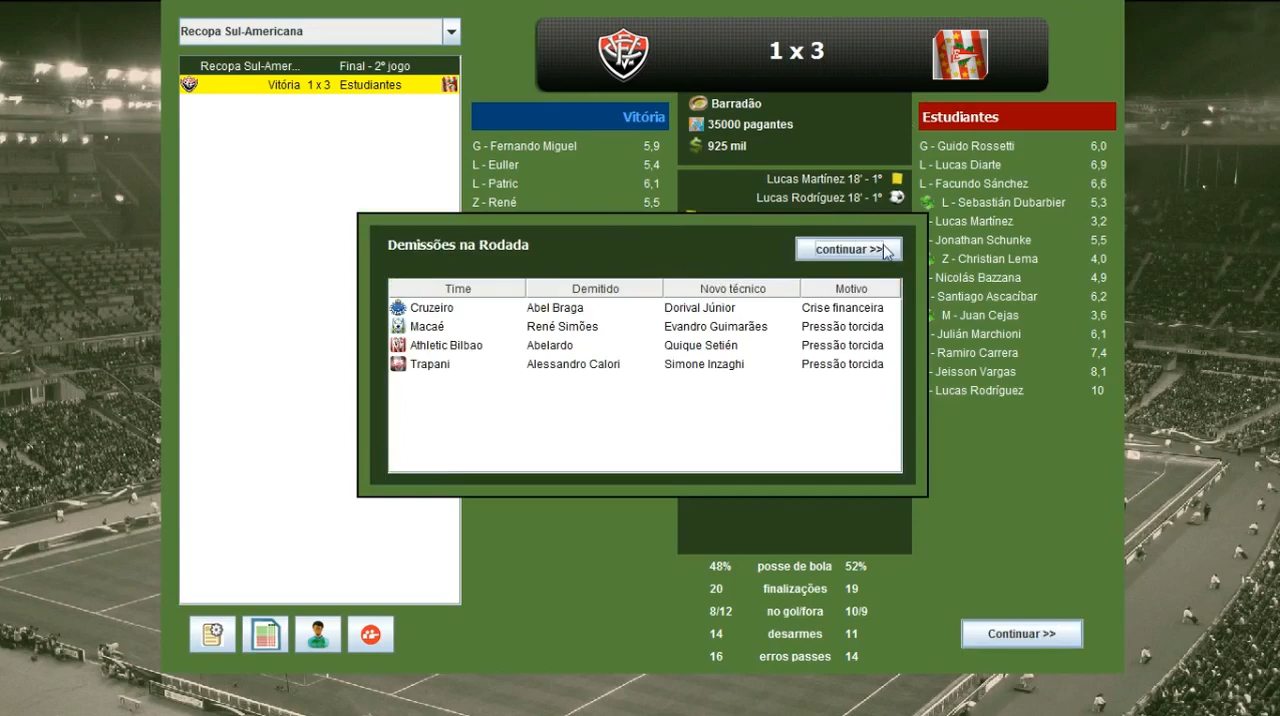 Recopa Sul-Americana
Recopa Sul-Amer... Final - 2º jogo
Vitória 1 x 3 Estudiantes
1 x 3
Vitória
G - Fernando Miguel 5,9
L - Euller 5,4
L - Patric 6,1
Z - René 5,5
Barradão
35000 pagantes
925 mil
Lucas Martínez 18' - 1º
Lucas Rodríguez 18' - 1º
Estudiantes
G - Guido Rossetti 6,0
L - Lucas Diarte 6,9
L - Facundo Sánchez 6,6
L - Sebastián Dubarbier 5,3
- Lucas Martínez 3,2
- Jonathan Schunke 5,5
Z - Christian Lema 4,0
- Nicolás Bazzana 4,9
- Santiago Ascacíbar 6,2
M - Juan Cejas 3,6
- Julián Marchioni 6,1
- Ramiro Carrera 7,4
- Jeisson Vargas 8,1
- Lucas Rodríguez 10
Demissões na Rodada
continuar >>
Time Demitido Novo técnico Motivo
Cruzeiro Abel Braga Dorival Júnior Crise financeira
Macaé René Simões Evandro Guimarães Pressão torcida
Athletic Bilbao Abelardo Quique Setién Pressão torcida
Trapani Alessandro Calori Simone Inzaghi Pressão torcida
48% posse de bola 52%
20 finalizações 19
8/12 no gol/fora 10/9
14 desarmes 11
16 erros passes 14
Continuar >>